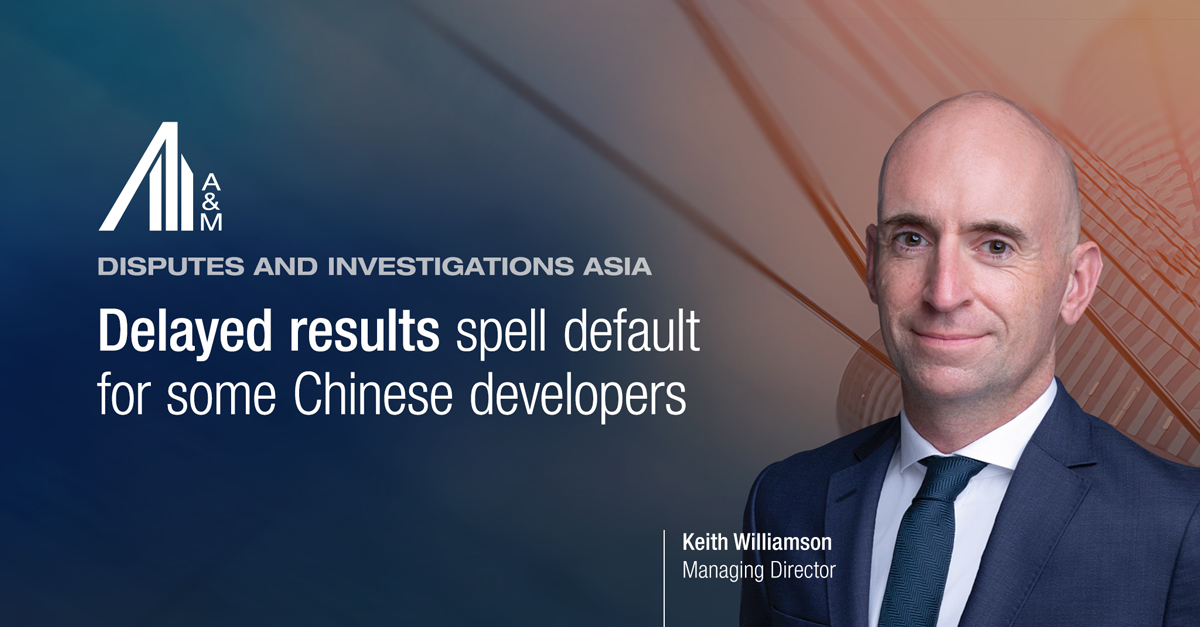 A
&
M
DISPUTES AND INVESTIGATIONS ASIA
Delayed results spell default
for some Chinese developers
Keith Williamson
Managing Director